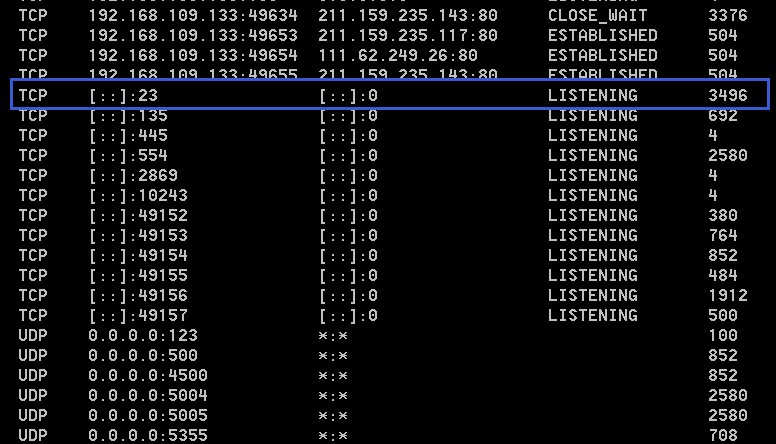 TCP 192.168.109.133:49634 211.159.235.143:80 CLOSE_WAIT 3376
TCP 192.168.109.133:49653 211.159.235.117:80 ESTABLISHED 504
TCP 192.168.109.133:49654 111.62.249.26:80 ESTABLISHED 504
TCP 192.168.109.133:49655 211.159.235.143:80 ESTABLISHED 504
TCP [::]:23 [::]:0 LISTENING 3496
TCP [::]:135 [::]:0 LISTENING 692
TCP [::]:445 [::]:0 LISTENING 4
TCP [::]:554 [::]:0 LISTENING 2580
TCP [::]:2869 [::]:0 LISTENING 4
TCP [::]:10243 [::]:0 LISTENING 4
TCP [::]:49152 [::]:0 LISTENING 380
TCP [::]:49153 [::]:0 LISTENING 764
TCP [::]:49154 [::]:0 LISTENING 852
TCP [::]:49155 [::]:0 LISTENING 484
TCP [::]:49156 [::]:0 LISTENING 1912
TCP [::]:49157 [::]:0 LISTENING 500
UDP 0.0.0.0:123 *:* 100
UDP 0.0.0.0:500 *:* 852
UDP 0.0.0.0:4500 *:* 852
UDP 0.0.0.0:5004 *:* 2580
UDP 0.0.0.0:5005 *:* 2580
UDP 0.0.0.0:5355 *:* 708